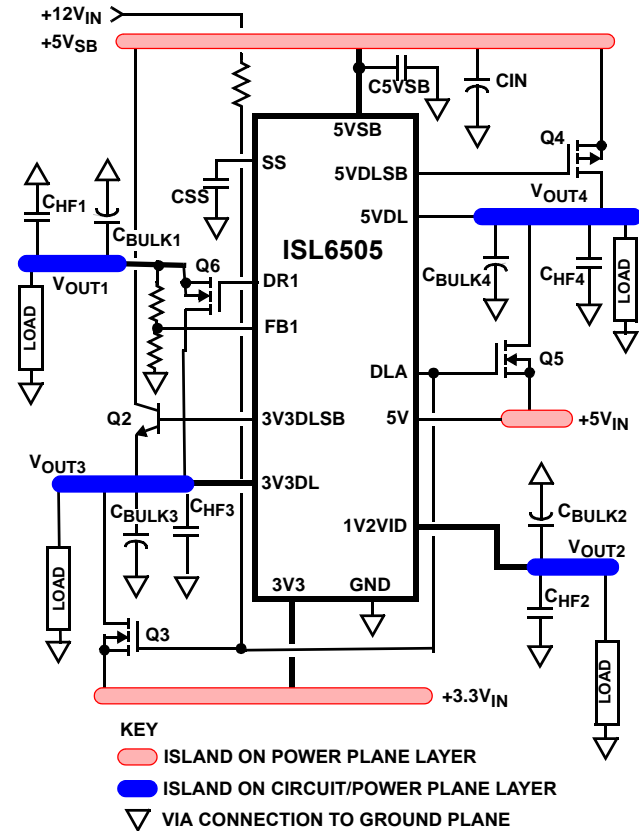 +12VIN
+5VSB
C5VSB
CIN
5VSB
Q4
SS
5VDLSB
CSS
VOUT4
CHF1
5VDL
CBULK1
ISL6505
Q6
CBULK4
CHF4
LOAD
VOUT1
DR1
LOAD
FB1
DLA
Q5
Q2
3V3DLSB
5V
+5VIN
VOUT3
3V3DL
CBULK3
CHF3
1V2VID
CBULK2
VOUT2
LOAD
3V3
GND
CHF2
Q3
LOAD
+3.3VIN
KEY
ISLAND ON POWER PLANE LAYER
ISLAND ON CIRCUIT/POWER PLANE LAYER
VIA CONNECTION TO GROUND PLANE